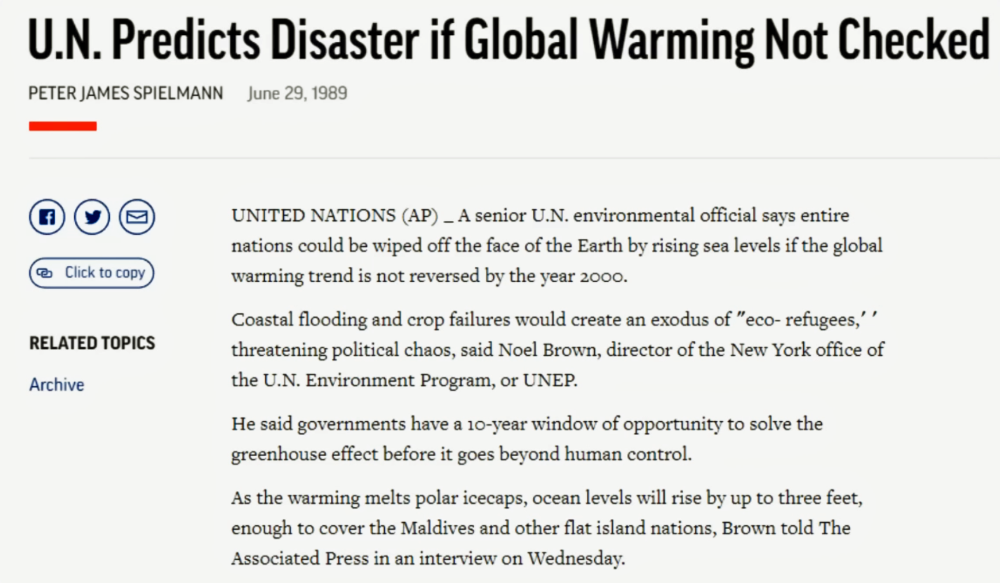 U.N. Predicts Disaster if Global Warming Not Checked
PETER JAMES SPIELMANN June 29, 1989
Click to copy
RELATED TOPICS
Archive
UNITED NATIONS (AP) _ A senior U.N. environmental official says entire
nations could be wiped off the face of the Earth by rising sea levels if the global
warming trend is not reversed by the year 2000.
Coastal flooding and crop failures would create an exodus of "eco- refugees,' '
threatening political chaos, said Noel Brown, director of the New York office of
the U.N. Environment Program, or UNEP.
He said governments have a 10-year window of opportunity to solve the
greenhouse effect before it goes beyond human control.
As the warming melts polar icecaps, ocean levels will rise by up to three feet,
enough to cover the Maldives and other flat island nations, Brown told The
Associated Press in an interview on Wednesday.